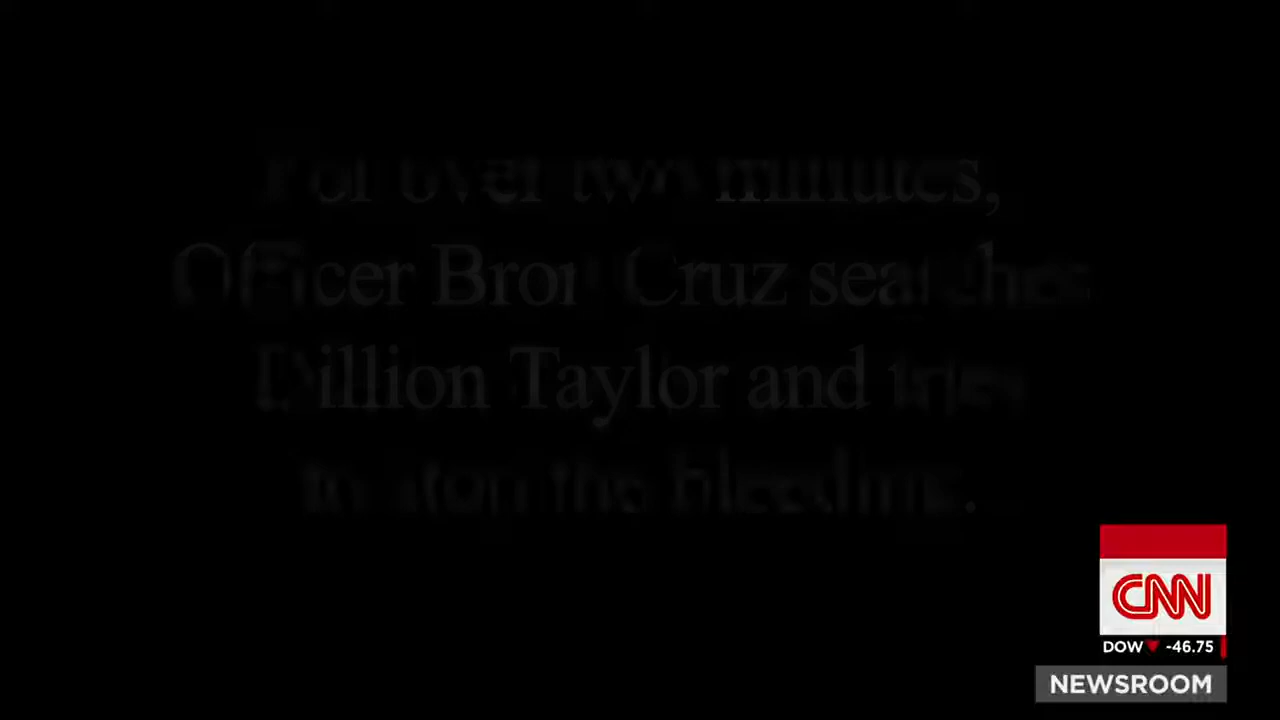 For over two minutes,
Officer Bron Cruz searches
Dillion Taylor and tries
to stop the bleeding.
CNN
DOW ▼ -46.75
NEWSROOM